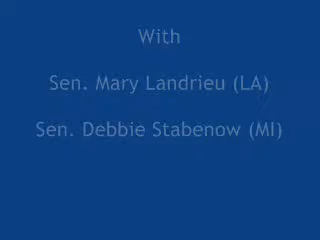 With
Sen. Mary Landrieu (LA)
Sen. Debbie Stabenow (MI)